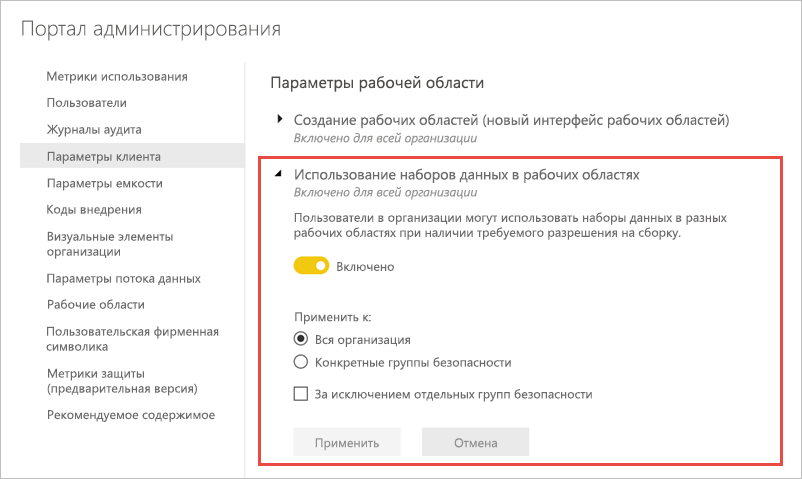 Портал администрирования
Метрики использования
Пользователи
Журналы аудита
Параметры клиента
Параметры емкости
Коды внедрения
Визуальные элементы
организации
Параметры потока данных
Рабочие области
Пользовательская фирменная
символика
Метрики защиты
(предварительная версия)
Рекомендуемое содержимое
Параметры рабочей области
Создание рабочих областей (новый интерфейс рабочих областей)
Включено для всей организации
Использование наборов данных в рабочих областях
Включено для всей организации
Пользователи в организации могут использовать наборы данных в разных
рабочих областях при наличии требуемого разрешения на сборку.
Включено
Применить к:
Вся организация
Конкретные группы безопасности
За исключением отдельных групп безопасности
Применить
Отмена